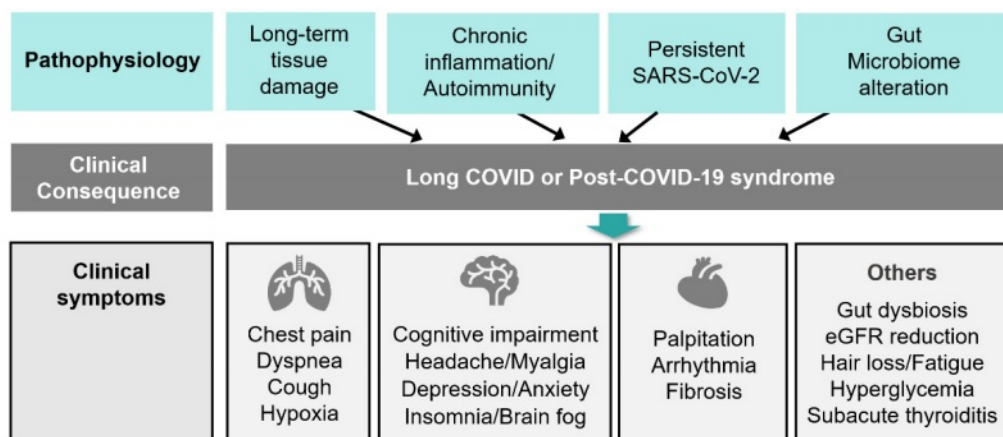 Pathophysiology
Long-term
tissue
damage
Chronic
inflammation/
Autoimmunity
Persistent
SARS-CoV-2
Gut
Microbiome
alteration
Clinical
Consequence
Long COVID or Post-COVID-19 syndrome
Clinical
symptoms
Chest pain
Dyspnea
Cough
Hypoxia
Cognitive impairment
Headache/Myalgia
Depression/Anxiety
Insomnia/Brain fog
Palpitation
Arrhythmia
Fibrosis
Others
Gut dysbiosis
eGFR reduction
Hair loss/Fatigue
Hyperglycemia
Subacute thyroiditis